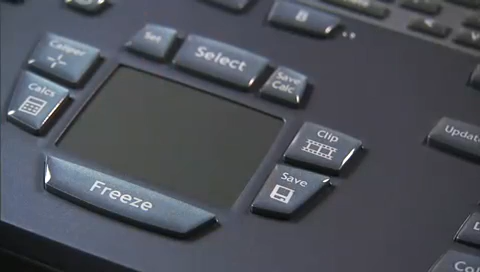 B
Caliper
Set
Select
Save
Calc
Calcs
Clip
Update
Save
Freeze